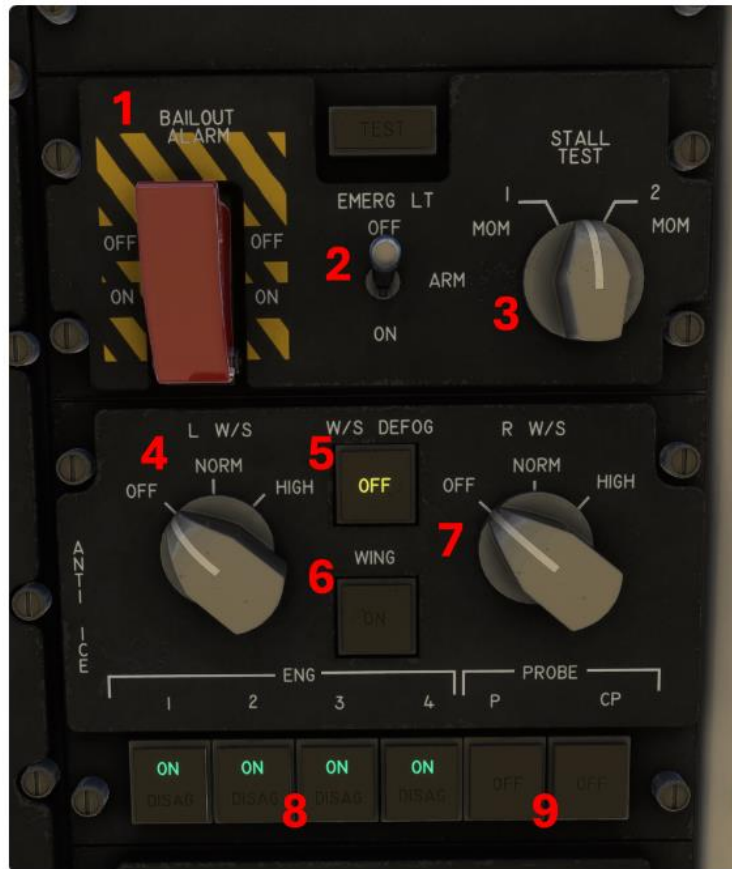 1
BAILOUT
ALARM
TEST
STALL
TEST
1 2
MOM MOM
EMERG LT
OFF
OFF OFF
2
ARM
ON ON
3
ON
L W/S W/S DEFOG R W/S
4 5
NORM NORM
OFF HIGH OFF OFF HIGH
7
WING
6
ON
ANTI ICE
ENG PROBE
1 2 3 4 P CP
ON ON ON ON OFF OFF
DISAG DISAG DISAG DISAG
8 9